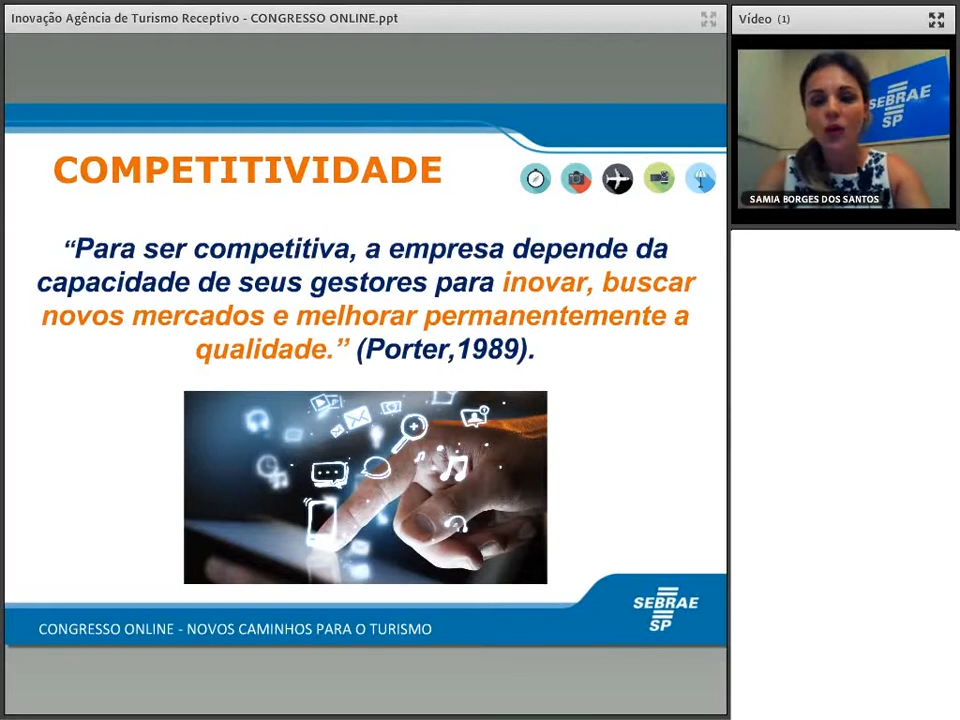 Inovação Agência de Turismo Receptivo - CONGRESSO ONLINE.ppt
Vídeo (1)
SEBRAE
SP
SAMIA BORGES DOS SANTOS
COMPETITIVIDADE
“Para ser competitiva, a empresa depende da
capacidade de seus gestores para inovar, buscar
novos mercados e melhorar permanentemente a
qualidade.” (Porter,1989).
SEBRAE
SP
CONGRESSO ONLINE - NOVOS CAMINHOS PARA O TURISMO